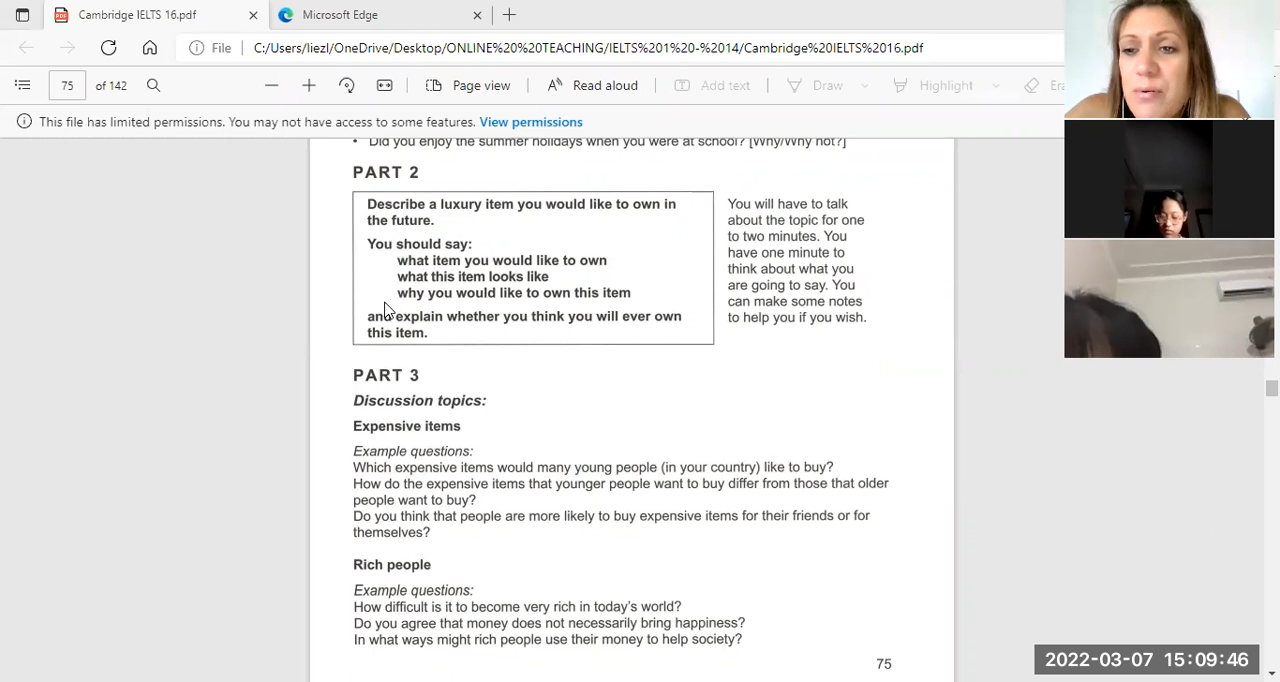 Cambridge IELTS 16.pdf
Microsoft Edge
File
C:/Users/liezl/OneDrive/Desktop/ONLINE%20%20TEACHING/IELTS%201%20-%2014/Cambridge%20IELTS%2016.pdf
75 of 142
Page view
Read aloud
Add text
Draw
Highlight
This file has limited permissions. You may not have access to some features. View permissions
• Did you enjoy the summer holidays when you were at school? [Why/Why not?]
PART 2
Describe a luxury item you would like to own in
the future.
You should say:
what item you would like to own
what this item looks like
why you would like to own this item
and explain whether you think you will ever own
this item.
You will have to talk
about the topic for one
to two minutes. You
have one minute to
think about what you
are going to say. You
can make some notes
to help you if you wish.
PART 3
Discussion topics:
Expensive items
Example questions:
Which expensive items would many young people (in your country) like to buy?
How do the expensive items that younger people want to buy differ from those that older
people want to buy?
Do you think that people are more likely to buy expensive items for their friends or for
themselves?
Rich people
Example questions:
How difficult is it to become very rich in today's world?
Do you agree that money does not necessarily bring happiness?
In what ways might rich people use their money to help society?
75
2022-03-07 15:09:46